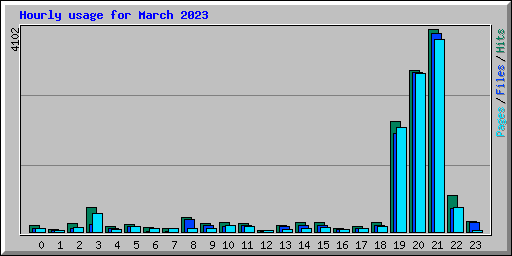 Hourly usage for March 2023
4102
Pages/Files/Hits
0 1 2 3 4 5 6 7 8 9 10 11 12 13 14 15 16 17 18 19 20 21 22 23